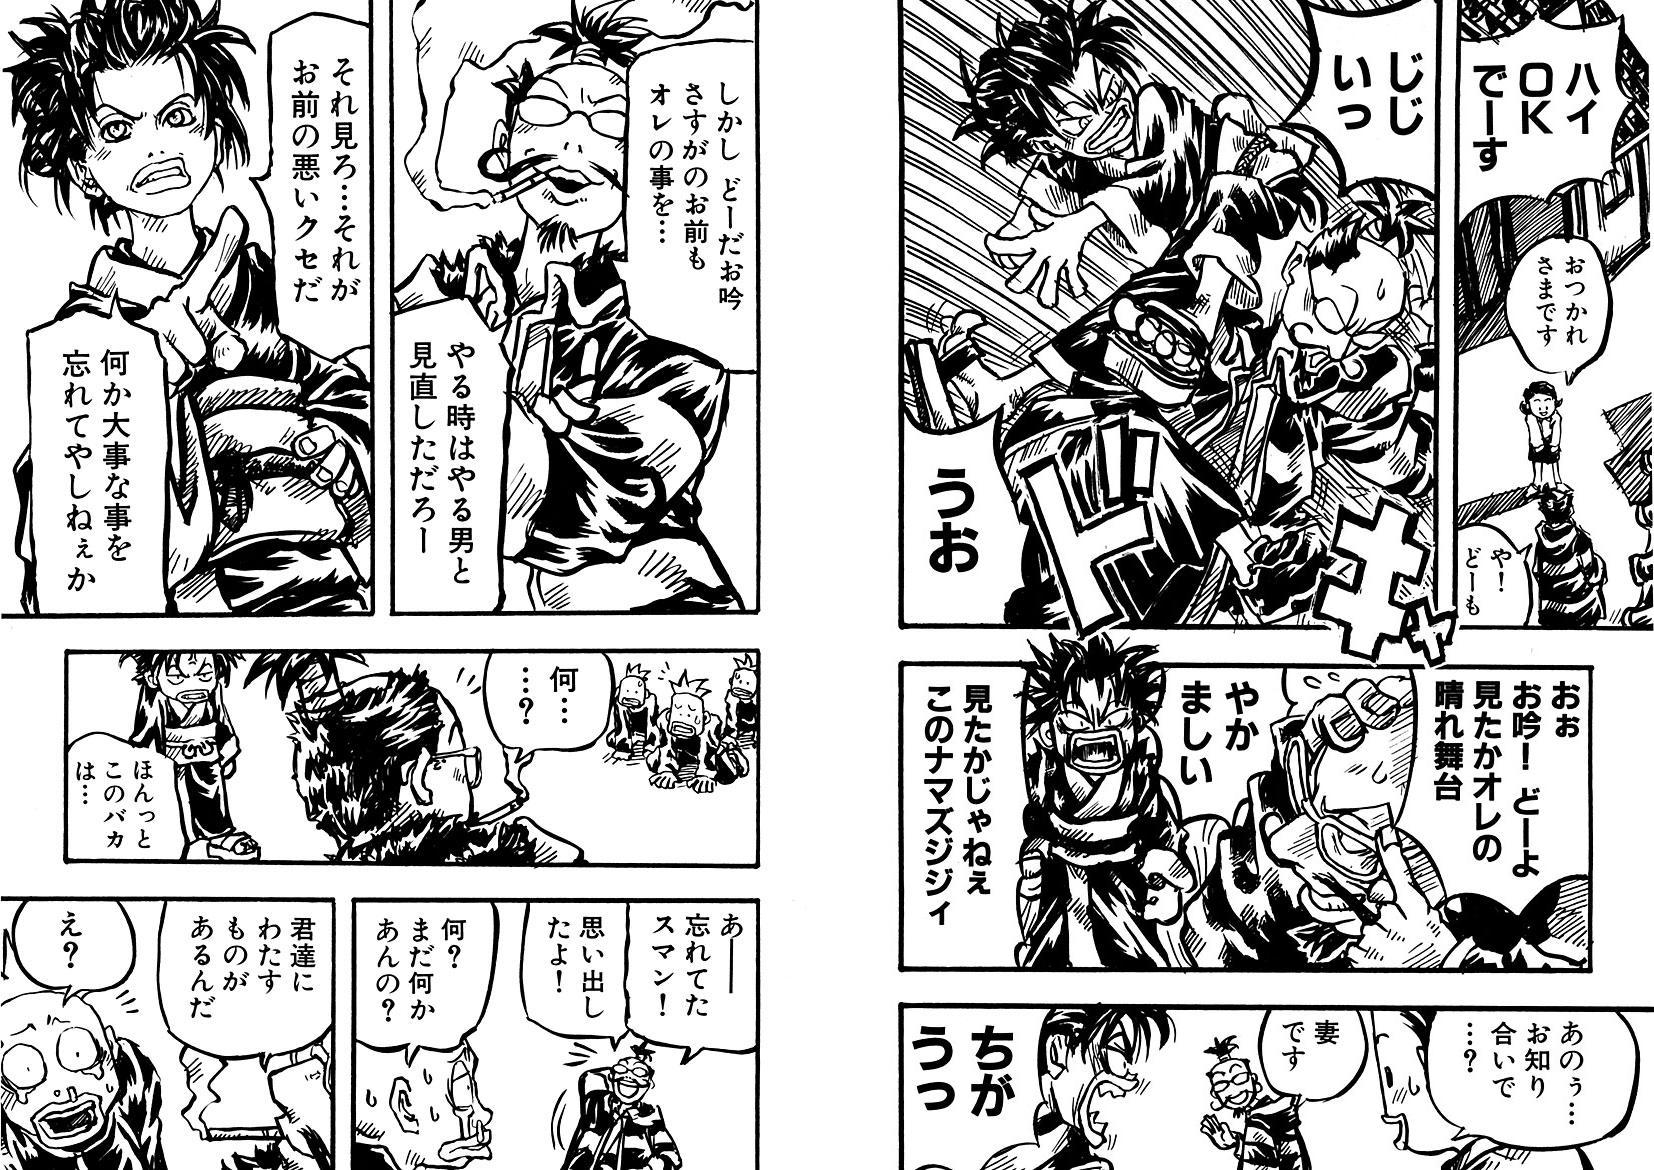 ハイ
OK
でーす
おつかれ
さまです
や!
どーも
じじ
いっ
うお
ドギャ
おぉ
お吟!どーよ
見たかオレの
晴れ舞台
やか
ましい
見たかじゃねぇ
このナマズジジィ
あのぅ…
お知り
合いで
…?
妻
です
ちが
うっ
しかし どーだお吟
さすがのお前も
オレの事を…
やる時はやる男と
見直しただろー
それ見ろ…それが
お前の悪いクセだ
何か大事な事を
忘れてやしねぇか
何…
…?
ほんっと
このバカ
は…
あ――
忘れてた
スマン!
思い出し
たよ!
何?
まだ何か
あんの?
君達に
わたす
ものが
あるんだ
え?